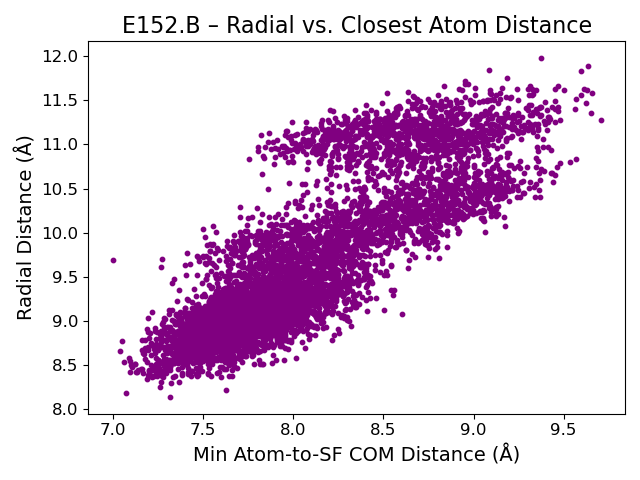 E152.B – Radial vs. Closest Atom Distance
12.0
11.5
11.0
10.5
10.0
9.5
9.0
8.5
8.0
Radial Distance (Å)
7.0 7.5 8.0 8.5 9.0 9.5
Min Atom-to-SF COM Distance (Å)